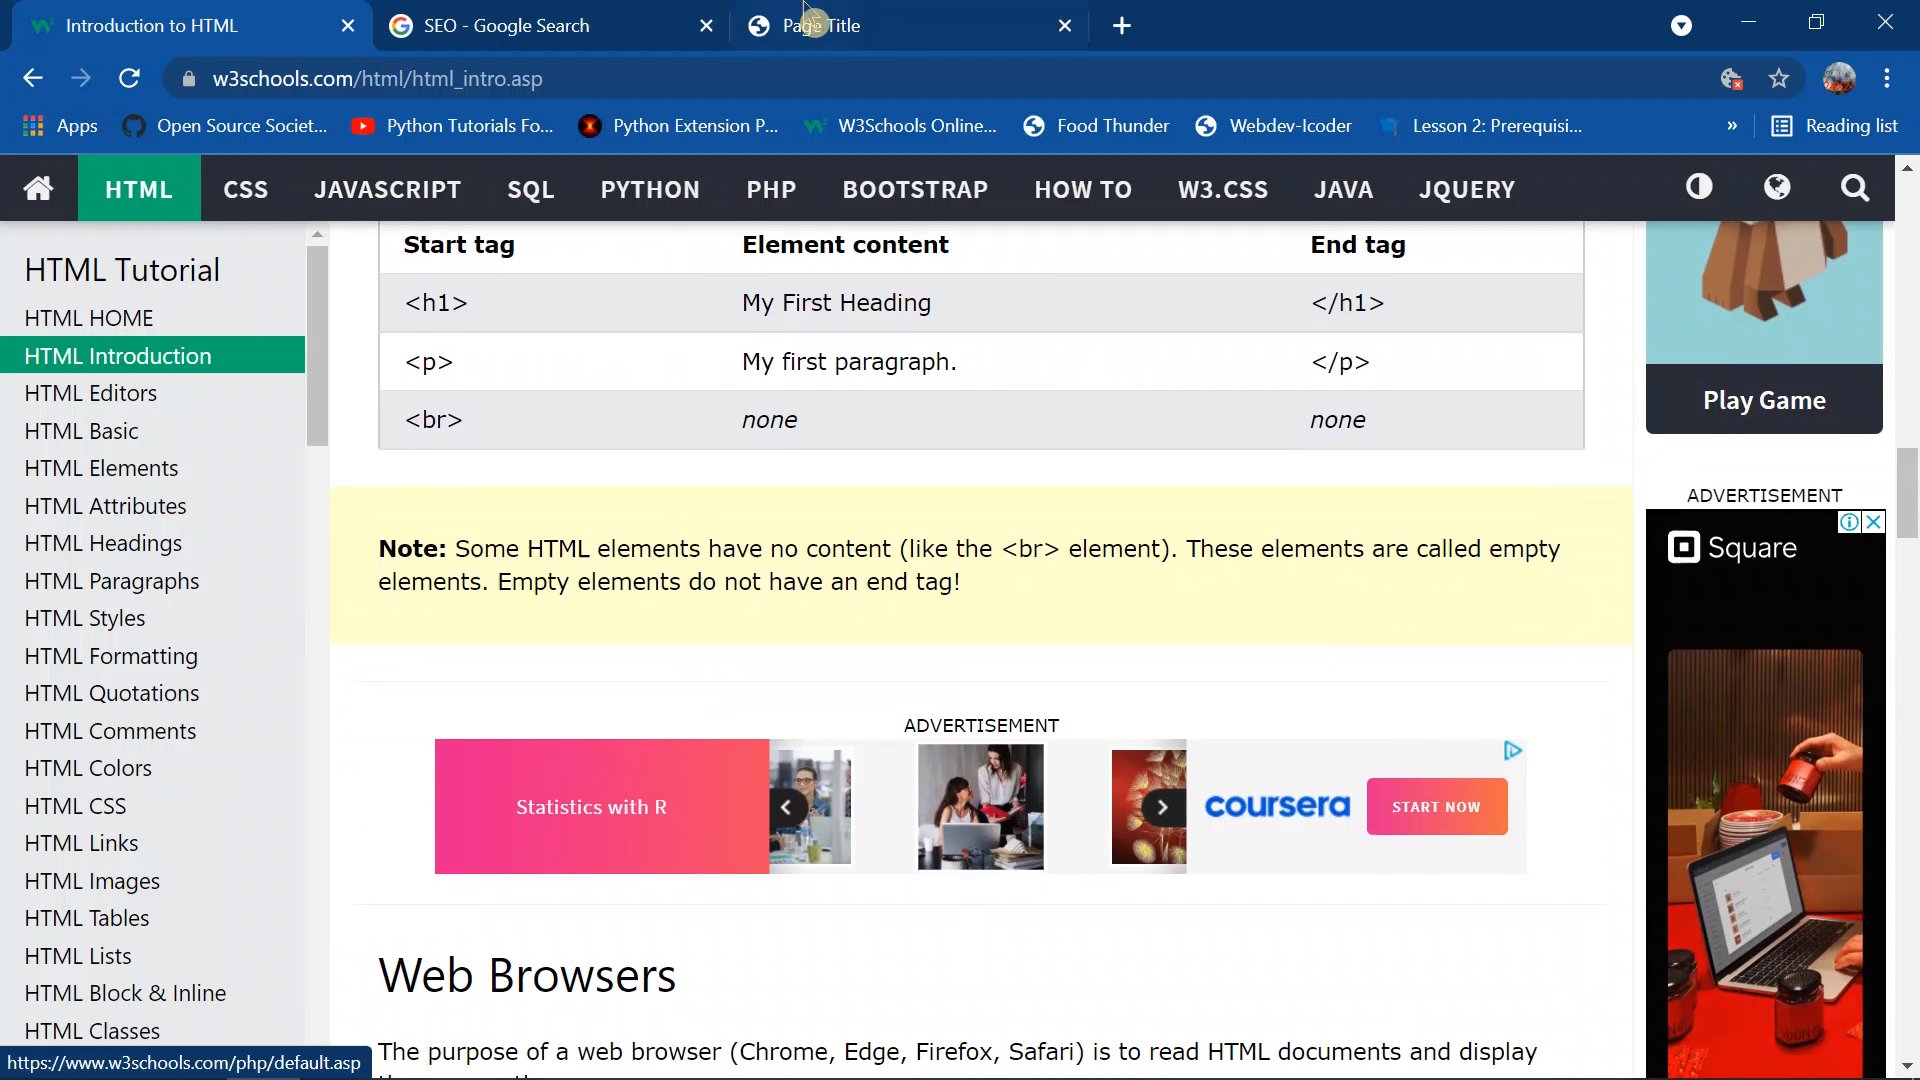 Introduction to HTML
SEO - Google Search
Page Title
w3schools.com/html/html_intro.asp
Apps
Open Source Societ...
Python Tutorials Fo...
Python Extension P...
W3Schools Online...
Food Thunder
Webdev-Icoder
Lesson 2: Prerequisi...
»
Reading list
HTML CSS JAVASCRIPT SQL PYTHON PHP BOOTSTRAP HOW TO W3.CSS JAVA JQUERY
HTML Tutorial
HTML HOME
HTML Introduction
HTML Editors
HTML Basic
HTML Elements
HTML Attributes
HTML Headings
HTML Paragraphs
HTML Styles
HTML Formatting
HTML Quotations
HTML Comments
HTML Colors
HTML CSS
HTML Links
HTML Images
HTML Tables
HTML Lists
HTML Block & Inline
HTML Classes
https://www.w3schools.com/php/default.asp
Start tag Element content End tag
<h1> My First Heading </h1>
<p> My first paragraph. </p>
<br> none none
Note: Some HTML elements have no content (like the <br> element). These elements are called empty
elements. Empty elements do not have an end tag!
ADVERTISEMENT
Statistics with R
coursera
START NOW
Web Browsers
The purpose of a web browser (Chrome, Edge, Firefox, Safari) is to read HTML documents and display
Play Game
ADVERTISEMENT
Square